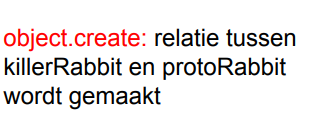 object.create: relatie tussen
killerRabbit en protoRabbit
wordt gemaakt